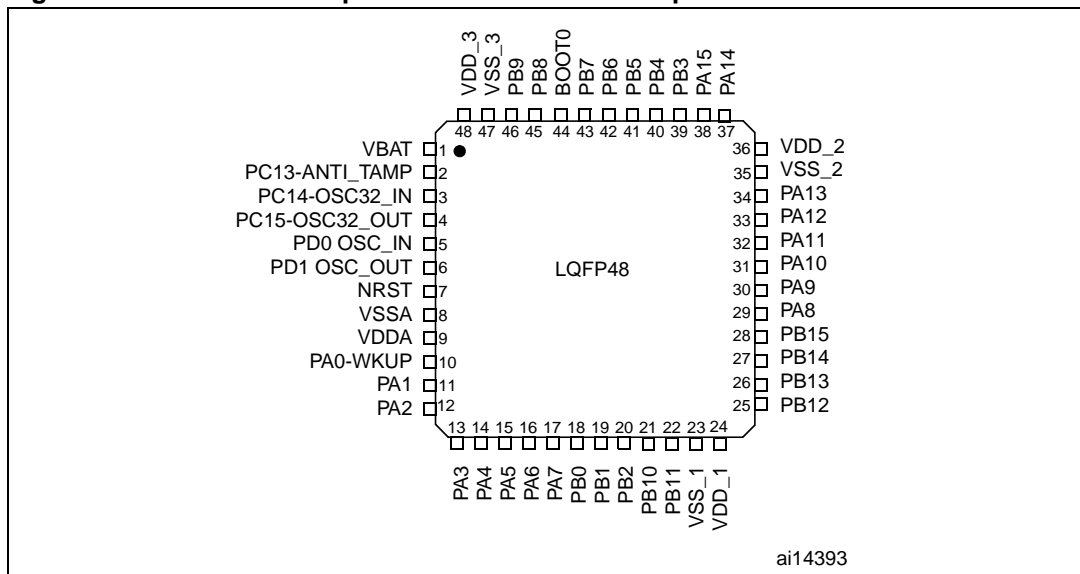 VDD_3
VSS_3
PB9
PB8
BOOT0
PB7
PB6
PB5
PB4
PB3
PA15
PA14
48 47 46 45 44 43 42 41 40 39 38 37
VBAT 1
PC13-ANTI_TAMP 2
PC14-OSC32_IN 3
PC15-OSC32_OUT 4
PD0 OSC_IN 5
PD1 OSC_OUT 6
NRST 7
VSSA 8
VDDA 9
PA0-WKUP 10
PA1 11
PA2 12
LQFP48
36 VDD_2
35 VSS_2
34 PA13
33 PA12
32 PA11
31 PA10
30 PA9
29 PA8
28 PB15
27 PB14
26 PB13
25 PB12
13 14 15 16 17 18 19 20 21 22 23 24
PA3
PA4
PA5
PA6
PA7
PB0
PB1
PB2
PB10
PB11
VSS_1
VDD_1
ai14393